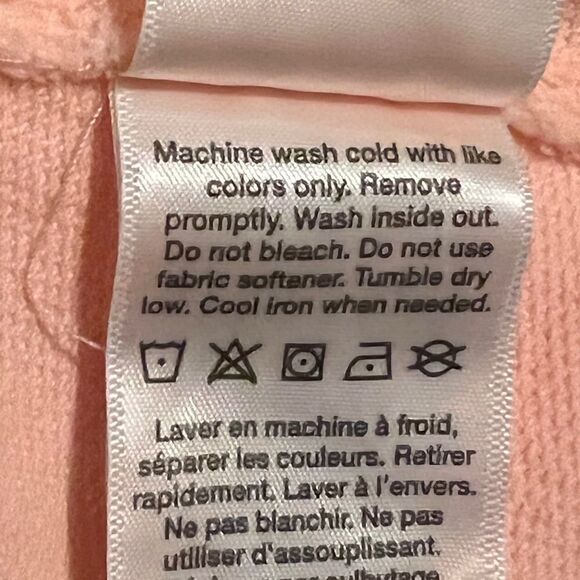 Machine wash cold with like
colors only. Remove
promptly. Wash inside out.
Do not bleach. Do not use
fabric softener. Tumble dry
low. Cool iron when needed.
Laver en machine à froid,
séparer les couleurs. Retirer
rapidement. Laver à l'envers.
Ne pas blanchir. Ne pas
utiliser d'assouplissant.